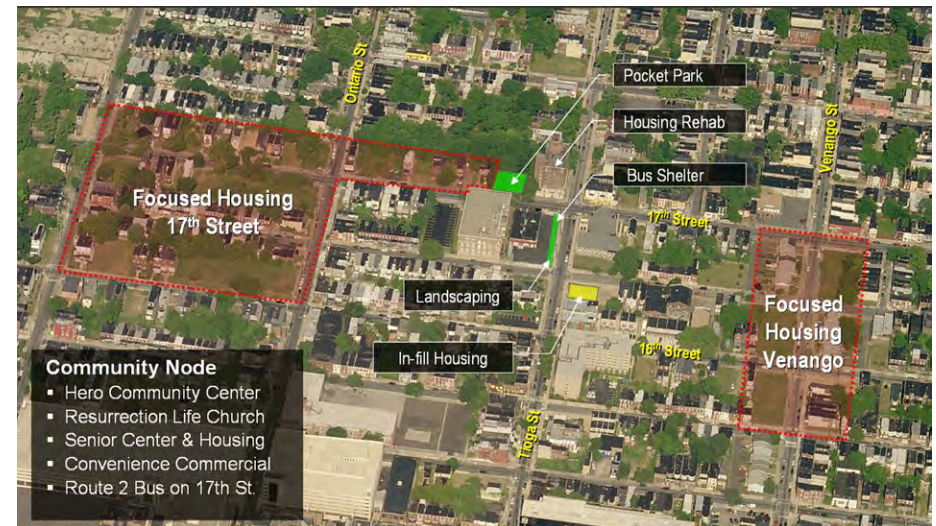 Ontario St
Pocket Park
Housing Rehab
Venango St
Bus Shelter
Focused Housing
17th Street
17th Street
Landscaping
Focused
Housing
Venango
In-fill Housing
16th Street
Tioga St
Community Node
▪ Hero Community Center
▪ Resurrection Life Church
▪ Senior Center & Housing
▪ Convenience Commercial
▪ Route 2 Bus on 17th St.